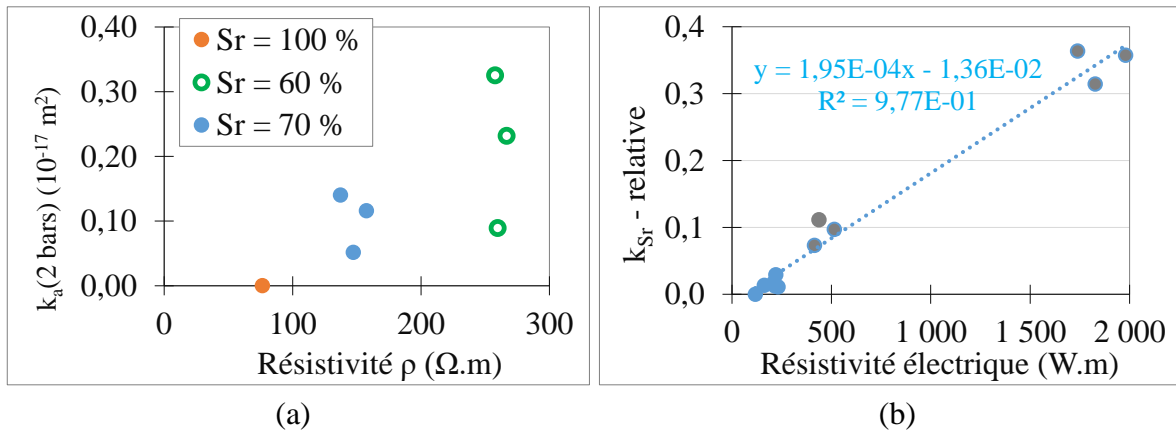 0,40
0,30
0,20
0,10
0,00
kₐ(2 bars) (10⁻¹⁷ m²)
Sr = 100 %
Sr = 60 %
Sr = 70 %
0 100 200 300
Résistivité ρ (Ω.m)
(a)
0,4
0,3
0,2
0,1
0,0
k_Sr - relative
y = 1,95E-04x - 1,36E-02
R² = 9,77E-01
0 500 1 000 1 500 2 000
Résistivité électrique (W.m)
(b)